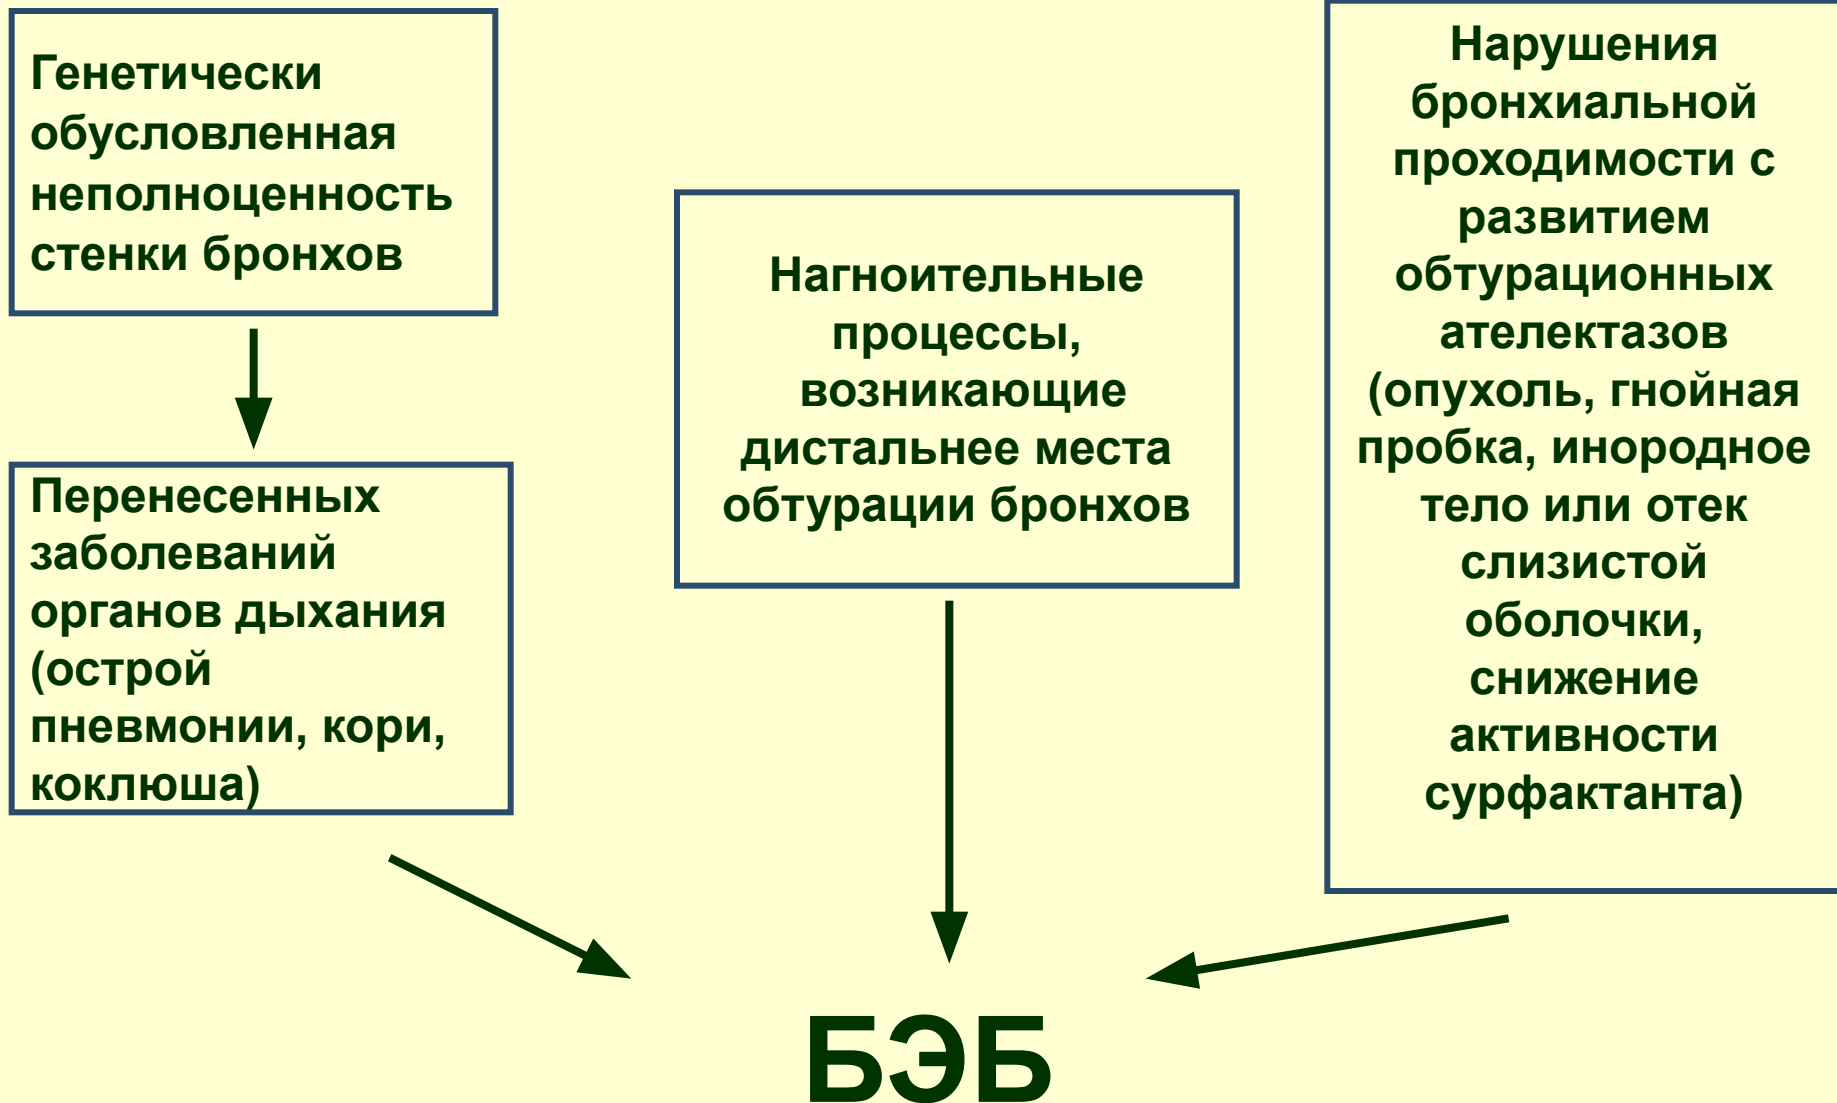 Генетически
обусловленная
неполноценность
стенки бронхов
Перенесенных
заболеваний
органов дыхания
(острой
пневмонии, кори,
коклюша)
Нагноительные
процессы,
возникающие
дистальнее места
обтурации бронхов
Нарушения
бронхиальной
проходимости с
развитием
обтурационных
ателектазов
(опухоль, гнойная
пробка, инородное
тело или отек
слизистой
оболочки,
снижение
активности
сурфактанта)
БЭБ